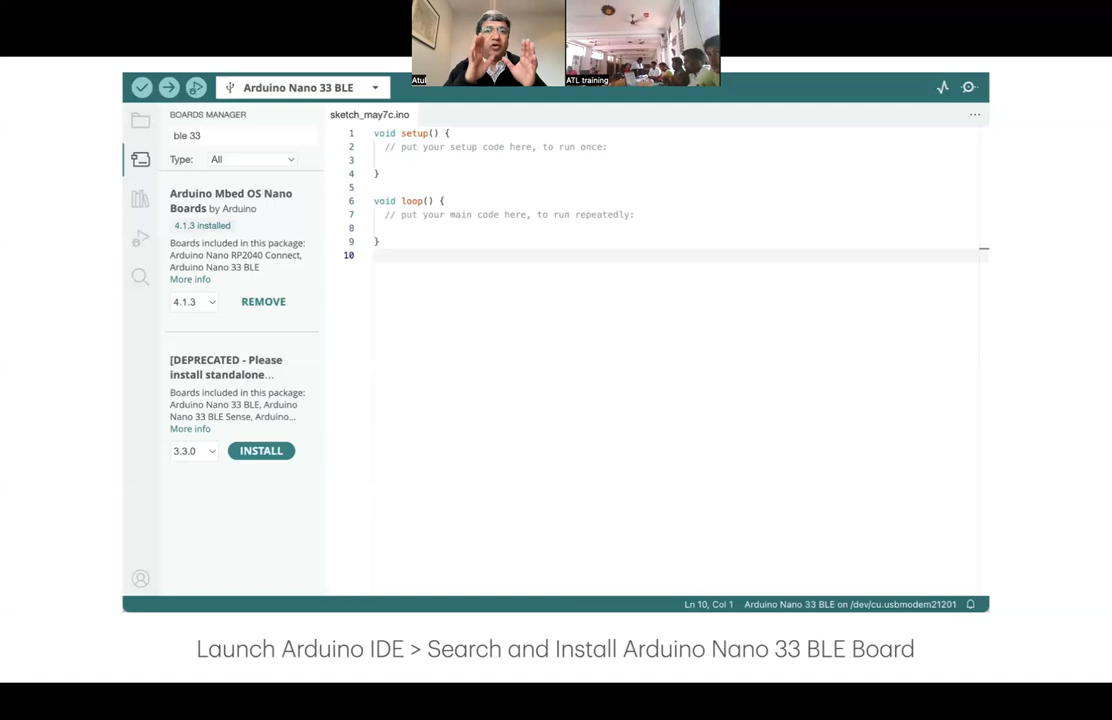 Atul
ATL training
Arduino Nano 33 BLE
BOARDS MANAGER
ble 33
Type: All
Arduino Mbed OS Nano
Boards by Arduino
4.1.3 installed
Boards included in this package:
Arduino Nano RP2040 Connect,
Arduino Nano 33 BLE
More info
4.1.3
REMOVE
[DEPRECATED - Please
install standalone...
Boards included in this package:
Arduino Nano 33 BLE, Arduino
Nano 33 BLE Sense, Arduino...
More info
3.3.0
INSTALL
sketch_may7c.ino
1 void setup() {
2 // put your setup code here, to run once:
3
4 }
5
6 void loop() {
7 // put your main code here, to run repeatedly:
8
9 }
10
Ln 10, Col 1 Arduino Nano 33 BLE on /dev/cu.usbmodem21201
Launch Arduino IDE > Search and Install Arduino Nano 33 BLE Board